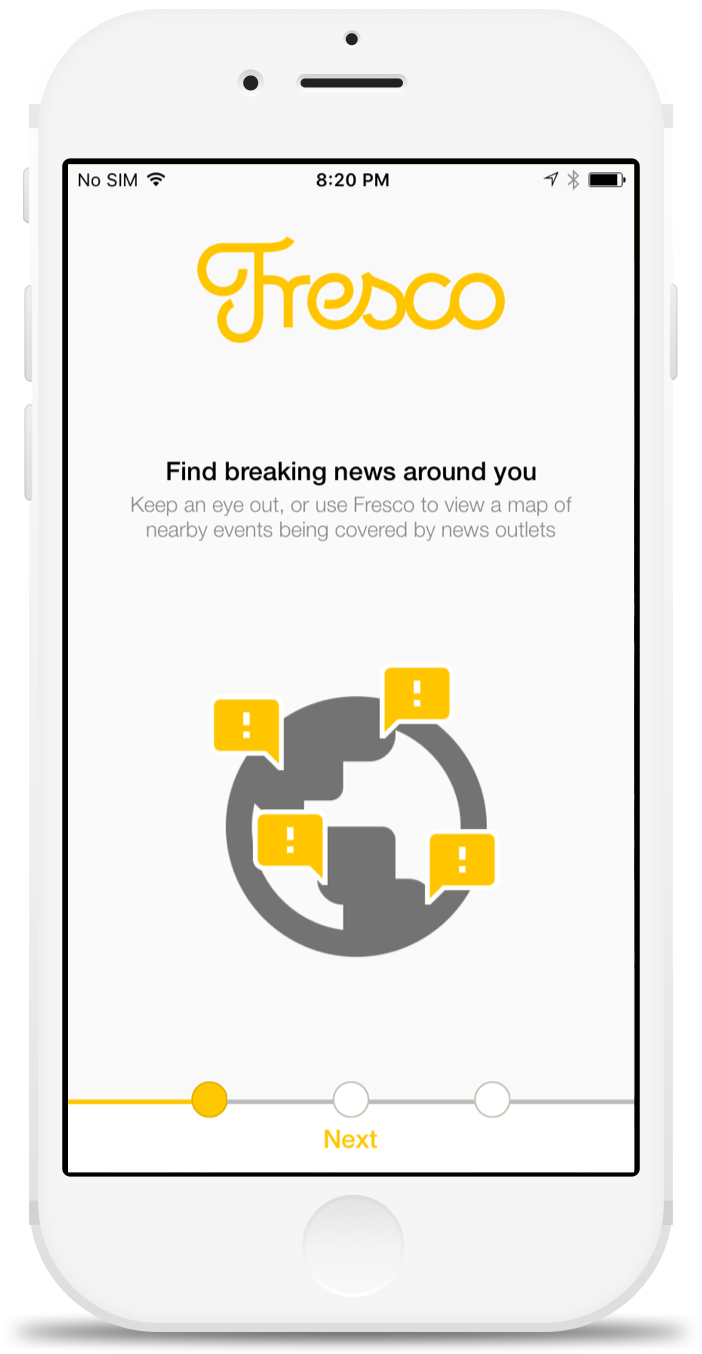 No SIM 8:20 PM
Fresco
Find breaking news around you
Keep an eye out, or use Fresco to view a map of
nearby events being covered by news outlets
! !
! !
Next